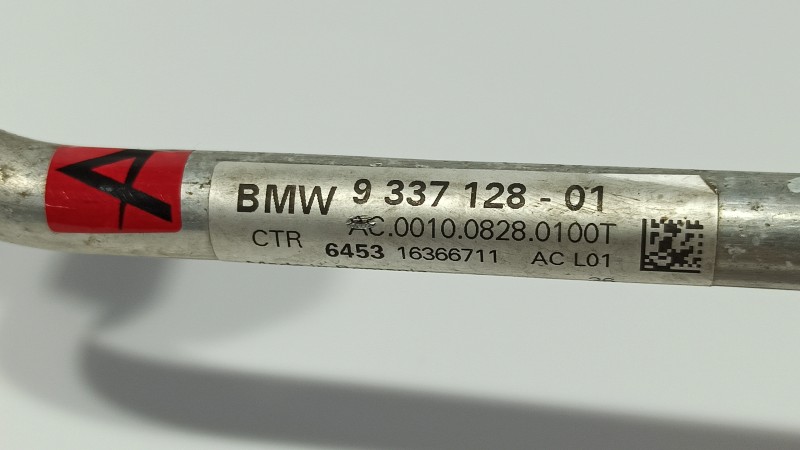 A
BMW 9 337 128 - 01
AC.0010.0828.0100T
CTR 6453 16366711 AC L01